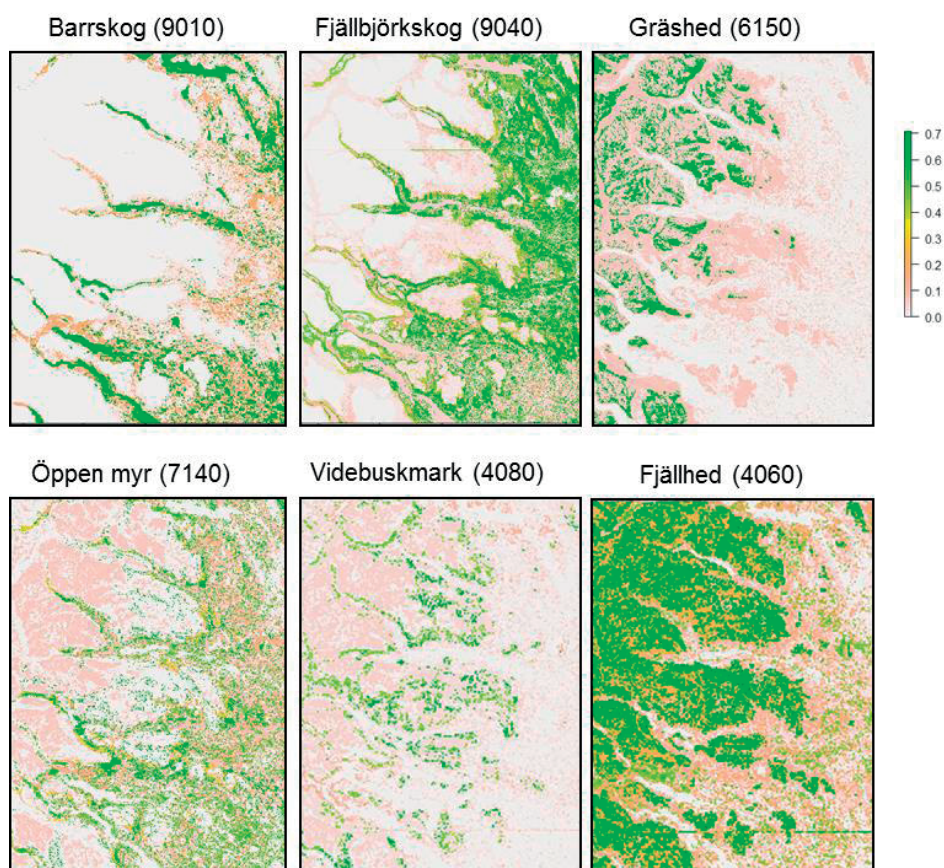 Barrskog (9010)
Fjällbjörkskog (9040)
Gräshed (6150)
0.7
0.6
0.5
0.4
0.3
0.2
0.1
0.0
Öppen myr (7140)
Videbuskmark (4080)
Fjällhed (4060)